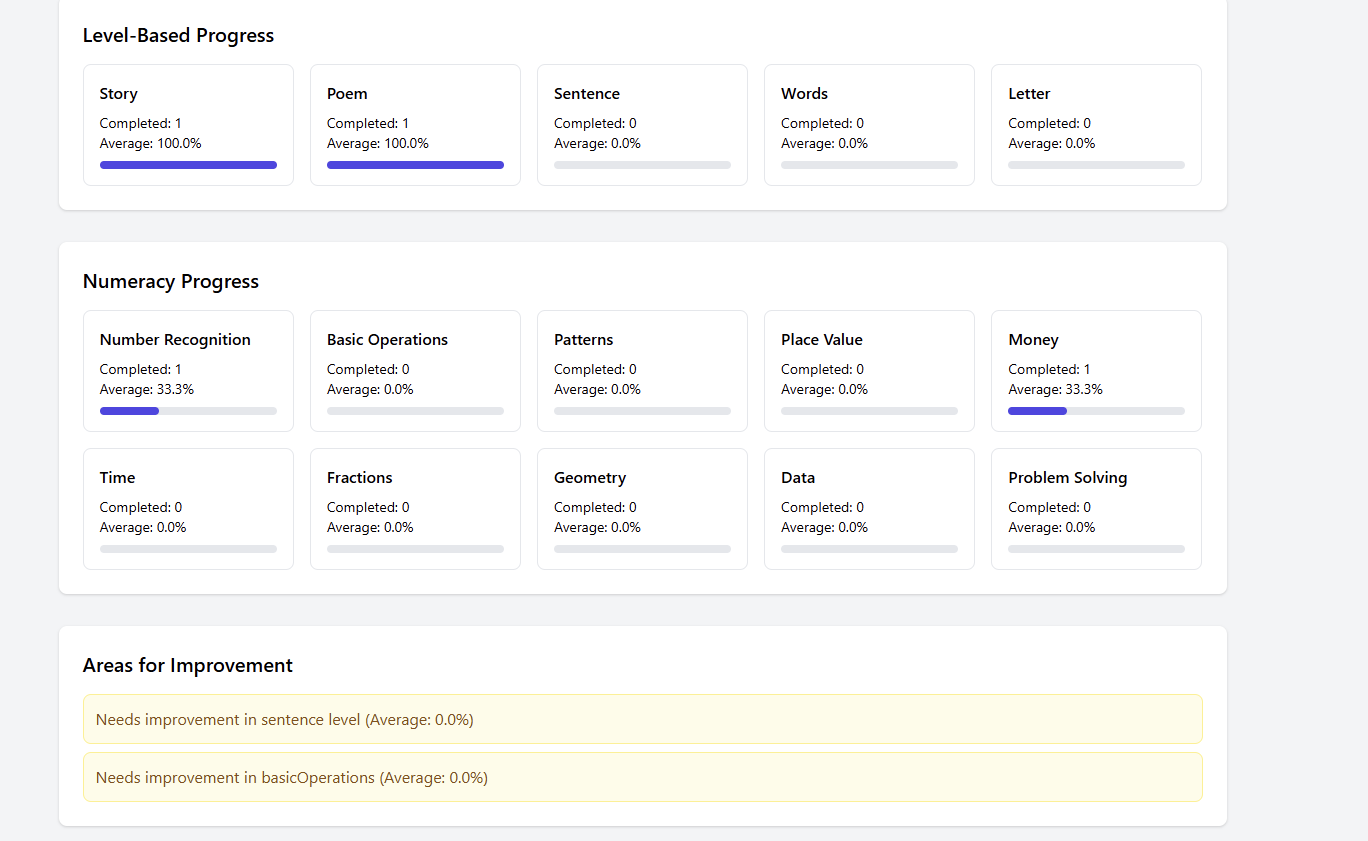 Level-Based Progress
Story
Completed: 1
Average: 100.0%
Poem
Completed: 1
Average: 100.0%
Sentence
Completed: 0
Average: 0.0%
Words
Completed: 0
Average: 0.0%
Letter
Completed: 0
Average: 0.0%
Numeracy Progress
Number Recognition
Completed: 1
Average: 33.3%
Basic Operations
Completed: 0
Average: 0.0%
Patterns
Completed: 0
Average: 0.0%
Place Value
Completed: 0
Average: 0.0%
Money
Completed: 1
Average: 33.3%
Time
Completed: 0
Average: 0.0%
Fractions
Completed: 0
Average: 0.0%
Geometry
Completed: 0
Average: 0.0%
Data
Completed: 0
Average: 0.0%
Problem Solving
Completed: 0
Average: 0.0%
Areas for Improvement
Needs improvement in sentence level (Average: 0.0%)
Needs improvement in basicOperations (Average: 0.0%)